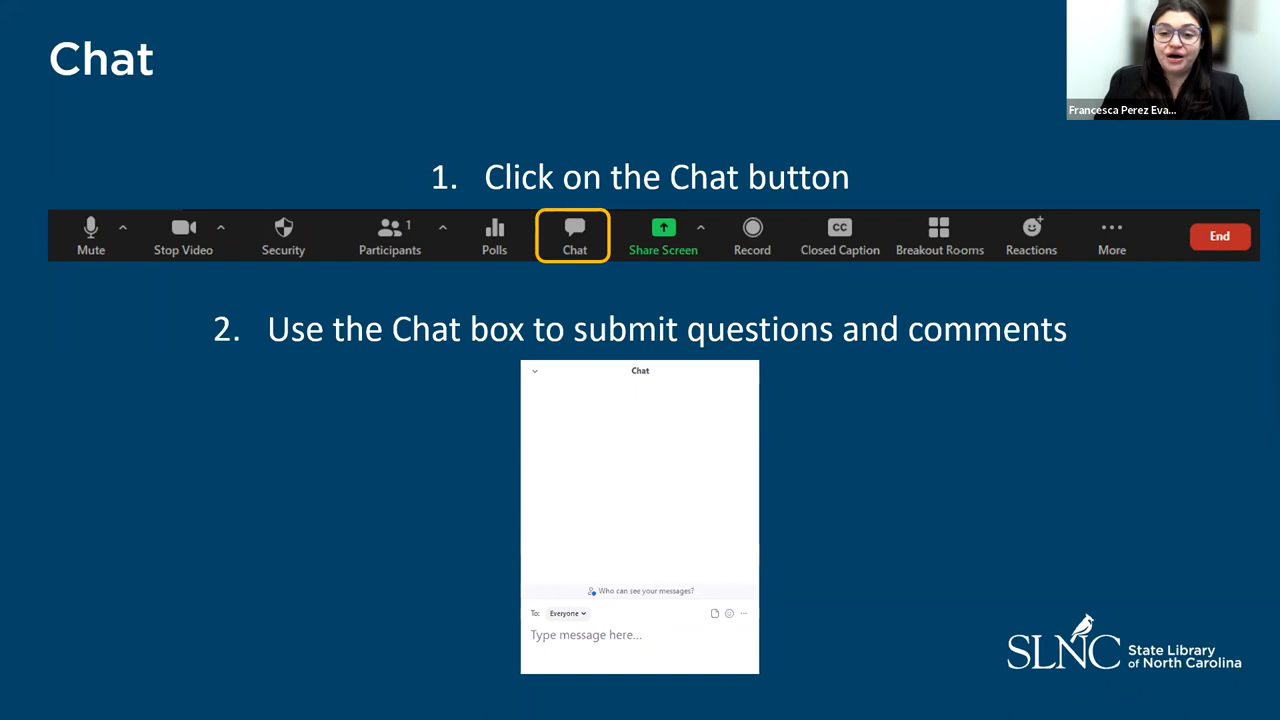 Chat
Francesca Perez Eva...
1. Click on the Chat button
Mute
Stop Video
Security
1
Participants
Polls
Chat
Share Screen
Record
CC
Closed Caption
Breakout Rooms
Reactions
More
End
2. Use the Chat box to submit questions and comments
Chat
Who can see your messages?
To: Everyone
Type message here...
SLNC
State Library
of North Carolina